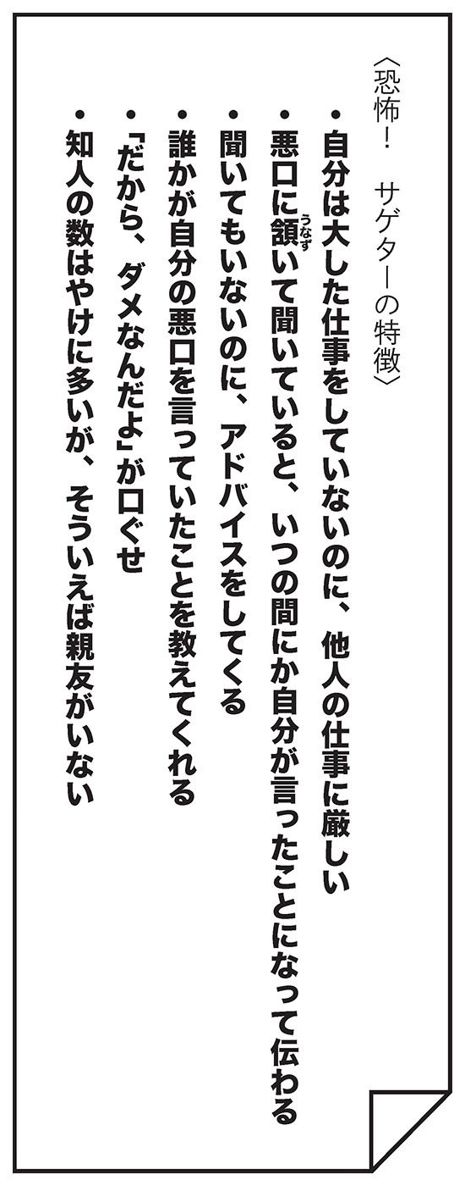 〈恐怖！　サゲターの特徴〉
・自分は大した仕事をしていないのに、他人の仕事に厳しい
・悪口に頷いて聞いていると、いつの間にか自分が言ったことになって伝わる
うなず
・聞いてもいないのに、アドバイスをしてくる
・誰かが自分の悪口を言っていたことを教えてくれる
・「だから、ダメなんだよ」が口ぐせ
・知人の数はやけに多いが、そういえば親友がいない